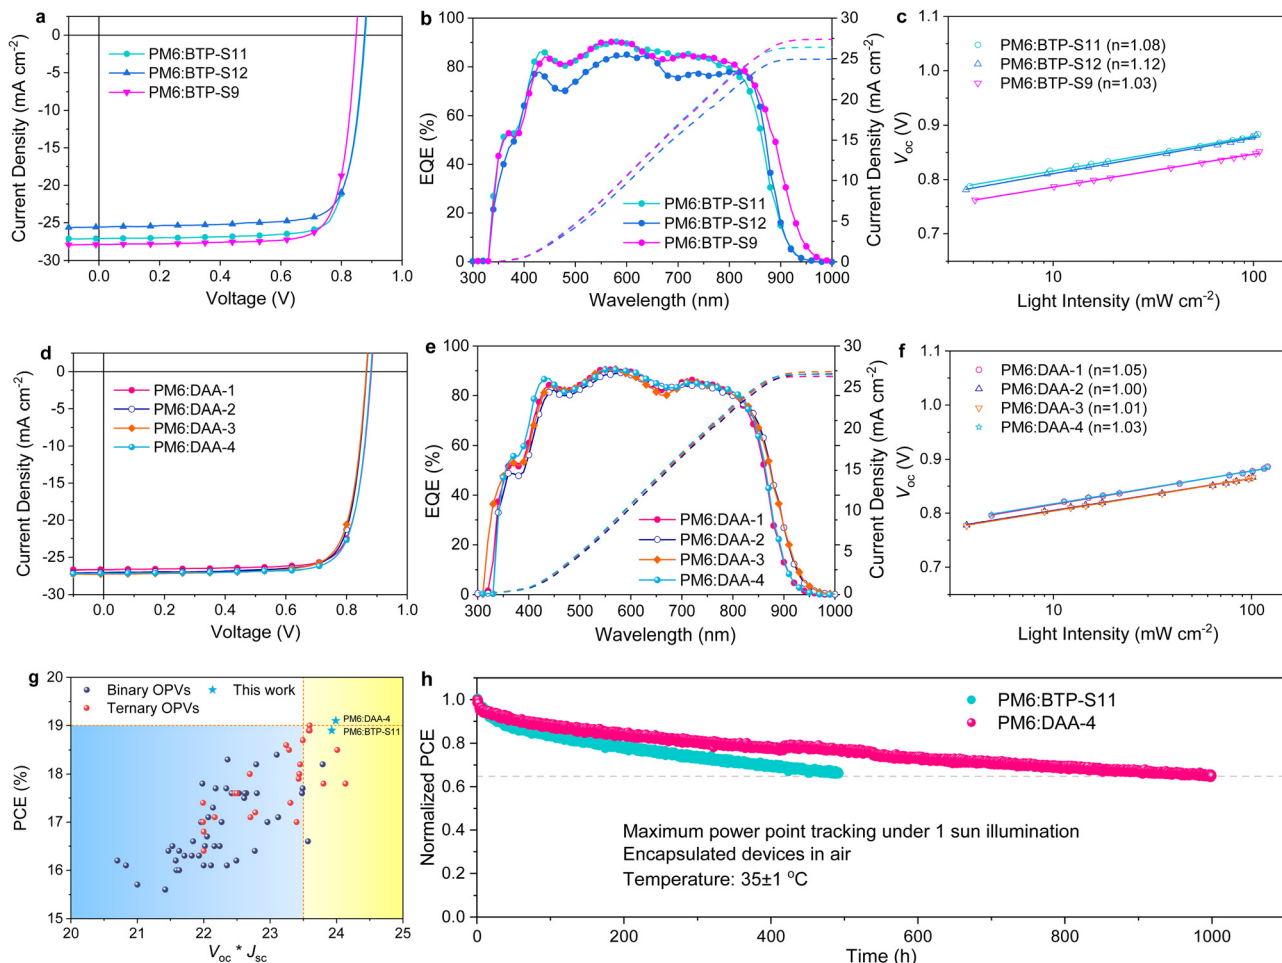 a
PM6:BTP-S11
PM6:BTP-S12
PM6:BTP-S9
Current Density (mA cm-2)
0
-5
-10
-15
-20
-25
-30
0.0
0.2
0.4
0.6
0.8
1.0
Voltage (V)
b
PM6:BTP-S11
PM6:BTP-S12
PM6:BTP-S9
EQE (%)
100
80
60
40
20
0
300 400 500 600 700 800 900 1000
Wavelength (nm)
Current Density (mA cm-2)
30
25
20
15
10
5
0
c
PM6:BTP-S11 (n=1.08)
PM6:BTP-S12 (n=1.12)
PM6:BTP-S9 (n=1.03)
Voc (V)
1.1
1.0
0.9
0.8
0.7
10
100
Light Intensity (mW cm-2)
d
PM6:DAA-1
PM6:DAA-2
PM6:DAA-3
PM6:DAA-4
Current Density (mA cm-2)
0
-5
-10
-15
-20
-25
-30
0.0
0.2
0.4
0.6
0.8
1.0
Voltage (V)
e
PM6:DAA-1
PM6:DAA-2
PM6:DAA-3
PM6:DAA-4
EQE (%)
100
80
60
40
20
0
300 400 500 600 700 800 900 1000
Wavelength (nm)
Current Density (mA cm-2)
30
25
20
15
10
5
0
f
PM6:DAA-1 (n=1.05)
PM6:DAA-2 (n=1.00)
PM6:DAA-3 (n=1.01)
PM6:DAA-4 (n=1.03)
Voc (V)
1.1
1.0
0.9
0.8
0.7
10
100
Light Intensity (mW cm-2)
g
Binary OPVs
This work
Ternary OPVs
PM6:DAA-4
PM6:BTP-S11
PCE (%)
20
19
18
17
16
15
20
21
22
23
24
25
Voc * Jsc
h
PM6:BTP-S11
PM6:DAA-4
Normalized PCE
1.0
0.8
0.6
0.4
0.2
0.0
Maximum power point tracking under 1 sun illumination
Encapsulated devices in air
Temperature: 35±1 oC
0
200
400
600
800
1000
Time (h)